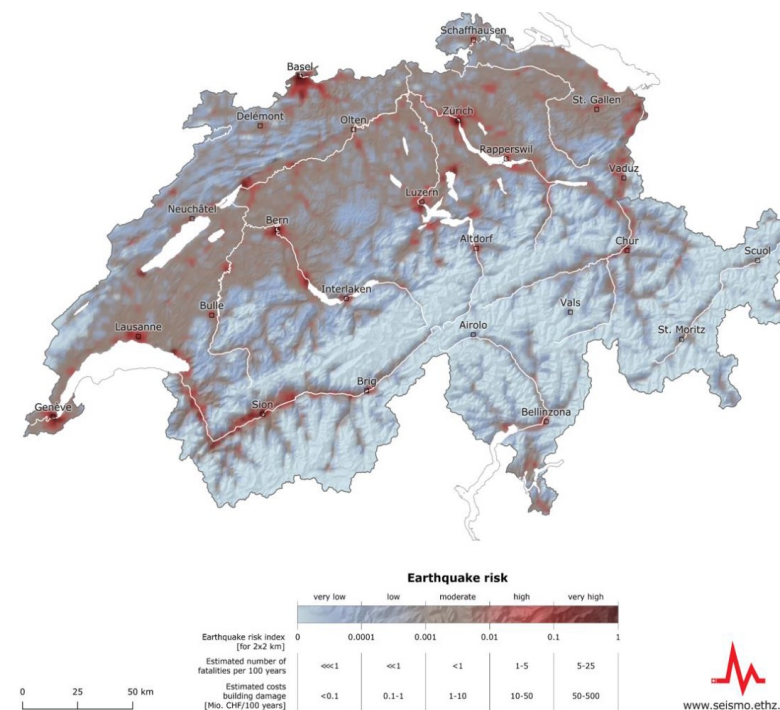 Schaffhausen
Basel
Delémont
Olten
Zürich
St. Gallen
Rapperswil
Vaduz
Luzern
Neuchâtel
Bern
Altdorf
Chur
Scuol
Interlaken
Bulle
Vals
Lausanne
Airolo
St. Moritz
Brig
Genève
Sion
Bellinzona
Earthquake risk
very low low moderate high very high
Earthquake risk index
[for 2x2 km]
0 0.0001 0.001 0.01 0.1 1
Estimated number of
fatalities per 100 years
<<<1 <<1 <1 1-5 5-25
Estimated costs
building damage
[Mio. CHF/100 years]
<0.1 0.1-1 1-10 10-50 50-500
0 25 50 km
www.seismo.ethz.